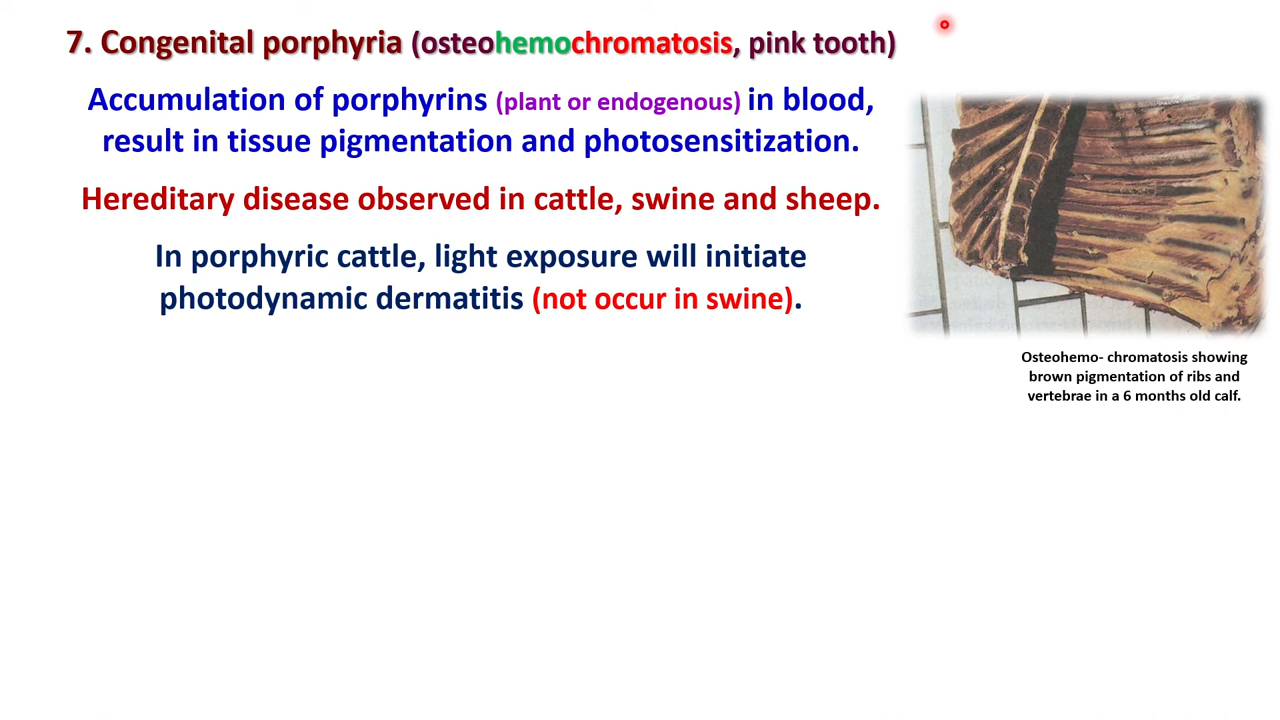 7. Congenital porphyria (osteohemochromatosis, pink tooth)
Accumulation of porphyrins (plant or endogenous) in blood,
result in tissue pigmentation and photosensitization.
Hereditary disease observed in cattle, swine and sheep.
In porphyric cattle, light exposure will initiate
photodynamic dermatitis (not occur in swine).
Osteohemo- chromatosis showing
brown pigmentation of ribs and
vertebrae in a 6 months old calf.